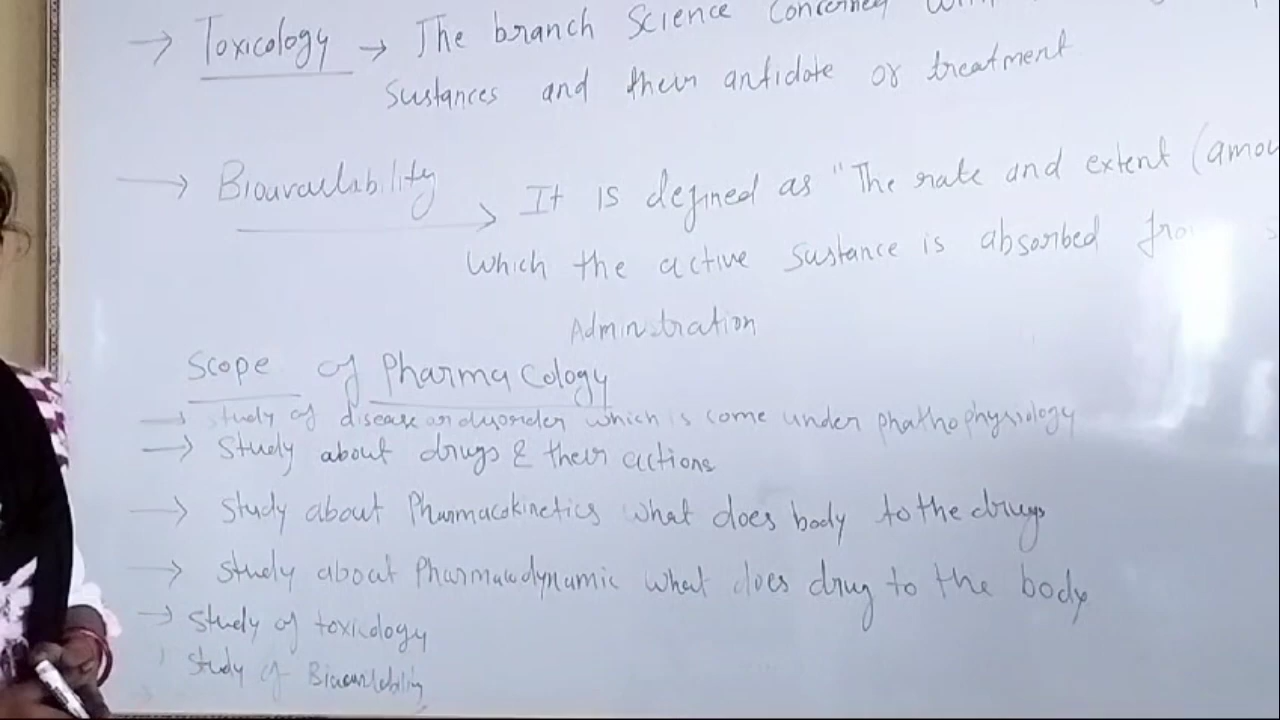 → Toxicology → The branch Science Concerned
Sustances and their antidote or treatment
→ Bioavailability → It is defined as "The rate and extent (amou
which the active sustance is absorbed fro
Adminstration
Scope of Pharmacology
→ study of disease or disorder which is come under phathophysiology
→ Study about drugs & their actions
→ Study about Pharmacokinetics what does body to the drugs
→ Study about Pharmacodynamic what does drug to the body
→ Study of toxicology
Study of Bioavailability